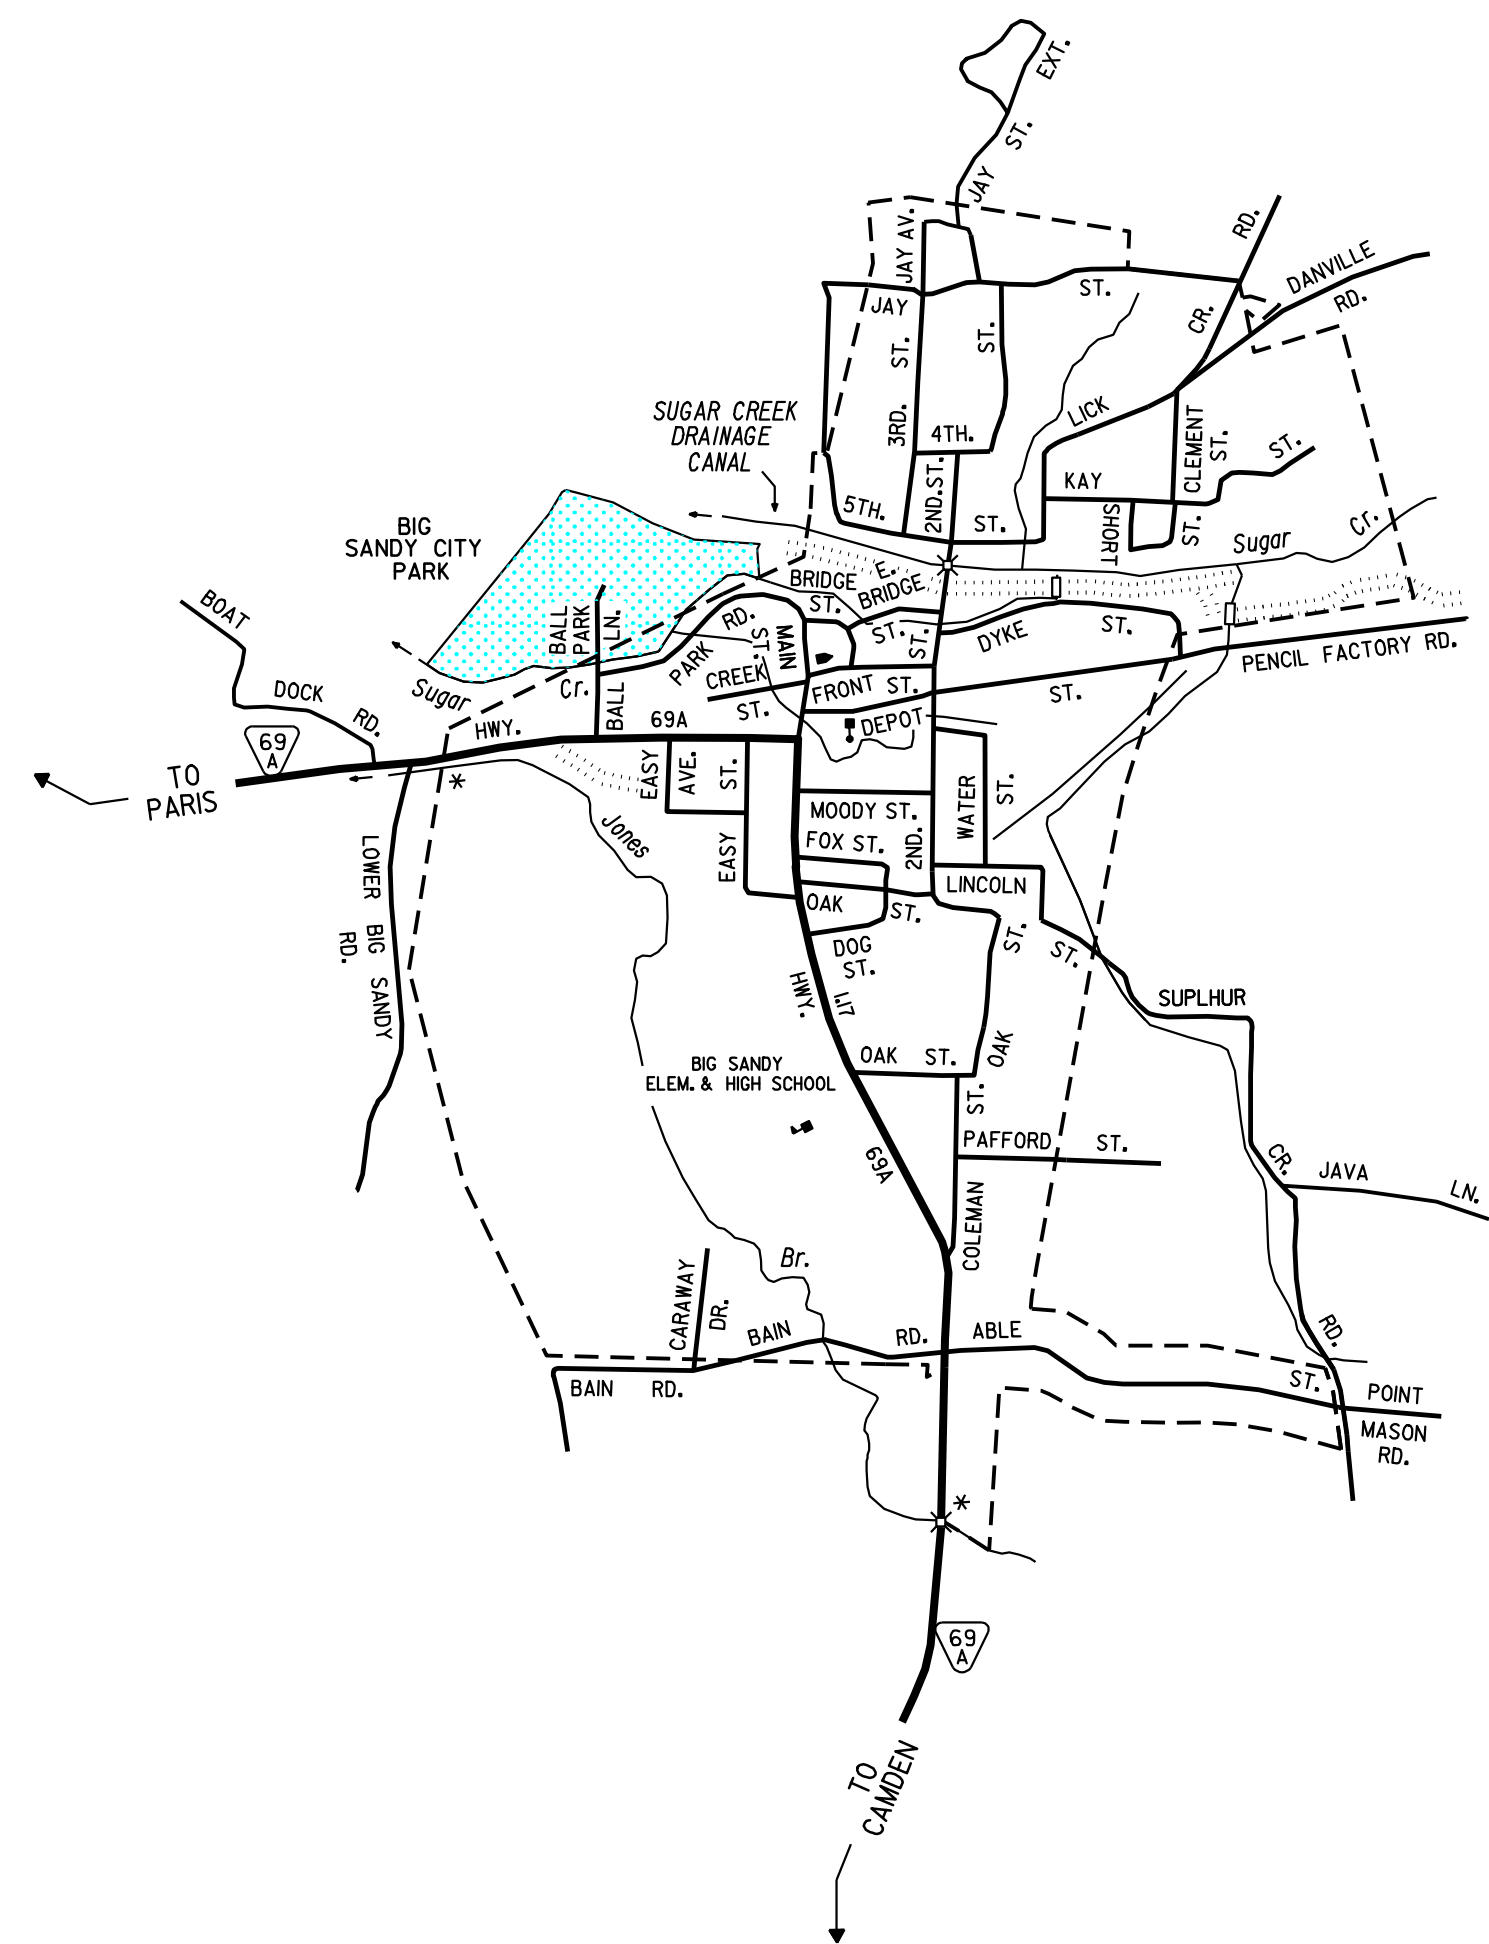 EXT.
ST.
JAY
JAY AV.
RD.
DANVILLE
RD.
ST.
JAY
CR.
ST.
ST.
SUGAR CREEK
DRAINAGE
CANAL
3RD.
4TH.
LICK
CLEMENT
ST.
ST.
KAY
2ND. ST.
5TH.
ST.
SHORT
ST.
Sugar
Cr.
BIG
SANDY CITY
PARK
BRIDGE
ST.
E.
BRIDGE
ST.
ST.
DYKE
ST.
PENCIL FACTORY RD.
BOAT
DOCK
RD.
BALL
PARK
LN.
BALL
PARK
RD.
MAIN
ST.
CREEK
ST.
FRONT
ST.
ST.
DEPOT
Sugar
Cr.
HWY.
69A
69
A
TO
PARIS
*
EASY
AVE.
ST.
EASY
MOODY ST.
FOX ST.
2ND.
WATER
ST.
LINCOLN
ST.
Jones
LOWER BIG SANDY
RD.
OAK
ST.
DOG
ST.
ST.
OAK
HWY.
1.17
SUPLHUR
CR.
RD.
BIG SANDY
ELEM. & HIGH SCHOOL
OAK ST.
ST.
COLEMAN
PAFFORD ST.
69A
JAVA
LN.
Br.
CARAWAY
DR.
BAIN
RD.
ABLE
ST.
BAIN RD.
POINT
MASON
RD.
*
69
A
TO
CAMDEN